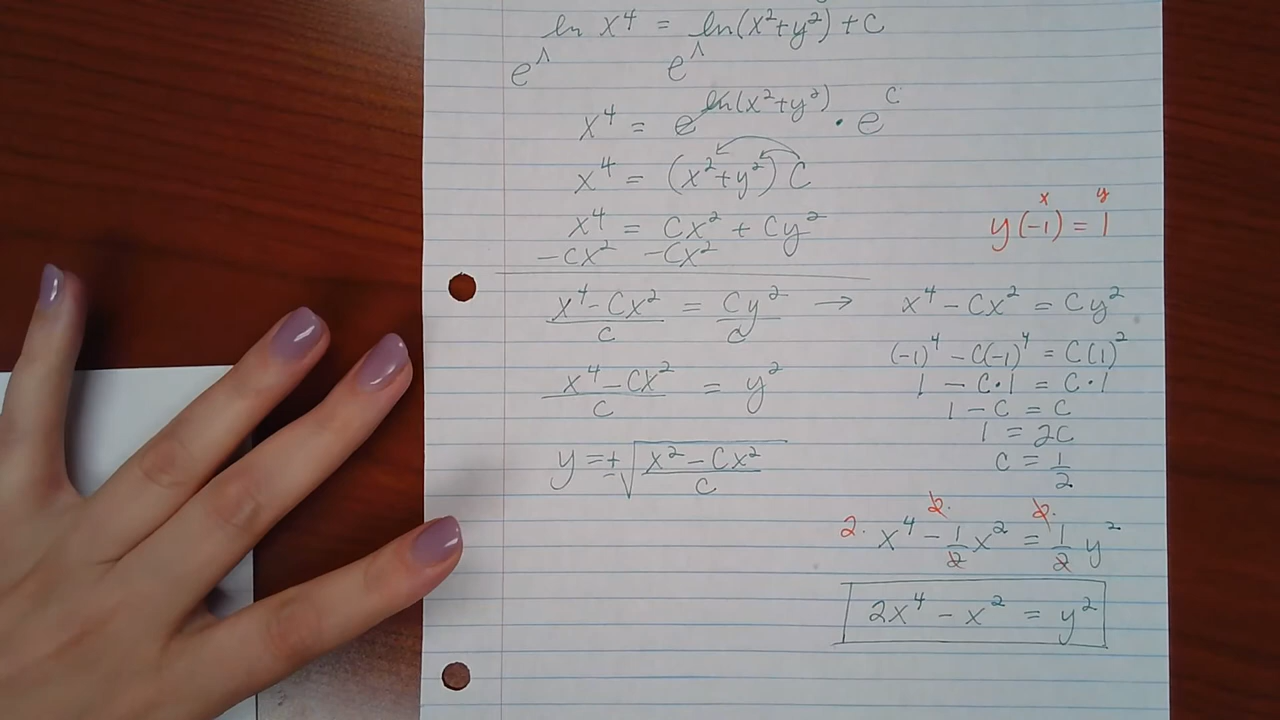 ln x⁴ = ln(x²+y²) + C
e^ e^
x⁴ = e^ln(x²+y²) · e^C
x⁴ = (x²+y²) C
x⁴ = Cx² + Cy²
-Cx² -Cx²
(x⁴-Cx²)/C = Cy²/C →
(x⁴-CX²)/C = y²
y = ±√((x²-Cx²)/C)
x y
y(-1) = 1
x⁴ - Cx² = Cy²
(-1)⁴ - C(-1)⁴ = C(1)²
1 - C·1 = C·1
1 - C = C
1 = 2C
C = 1/2
2· 2· 2·
x⁴ - 1/2 x² = 1/2 y²
2x⁴ - x² = y²